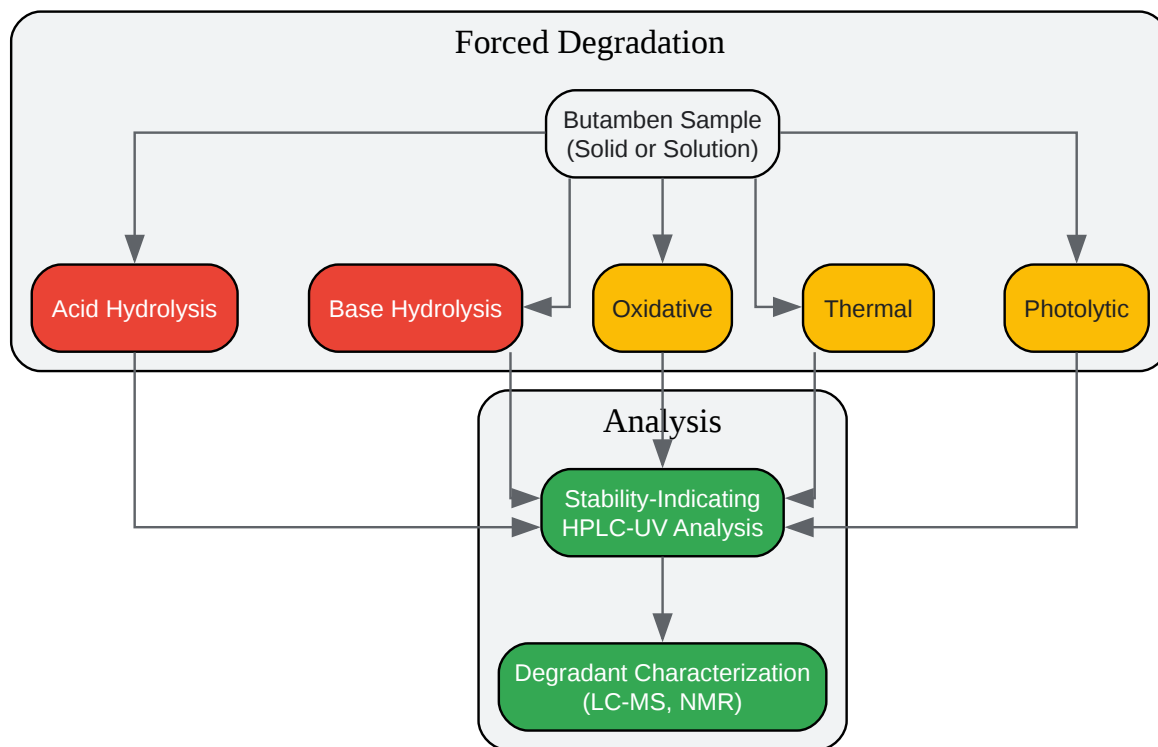 Forced Degradation
Butamben Sample
(Solid or Solution)
Acid Hydrolysis
Base Hydrolysis
Oxidative
Thermal
Photolytic
Analysis
Stability-Indicating
HPLC-UV Analysis
Degradant Characterization
(LC-MS, NMR)